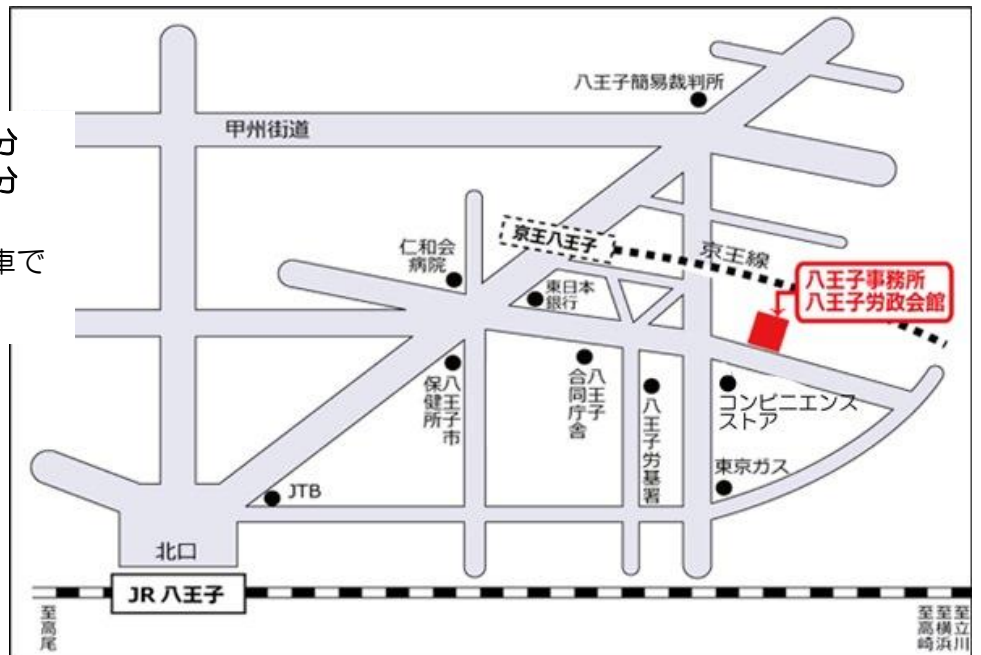 八王子簡易裁判所
甲州街道
分
分
車で
京王八王子
京王線
仁和会
病院
東日本
銀行
八王子事務所
八王子労政会館
八王子市
保健所
八王子
合同庁舎
八王子労基署
コンビニエンス
ストア
東京ガス
JTB
北口
JR 八王子
至高尾
至高崎
至横浜
至立川